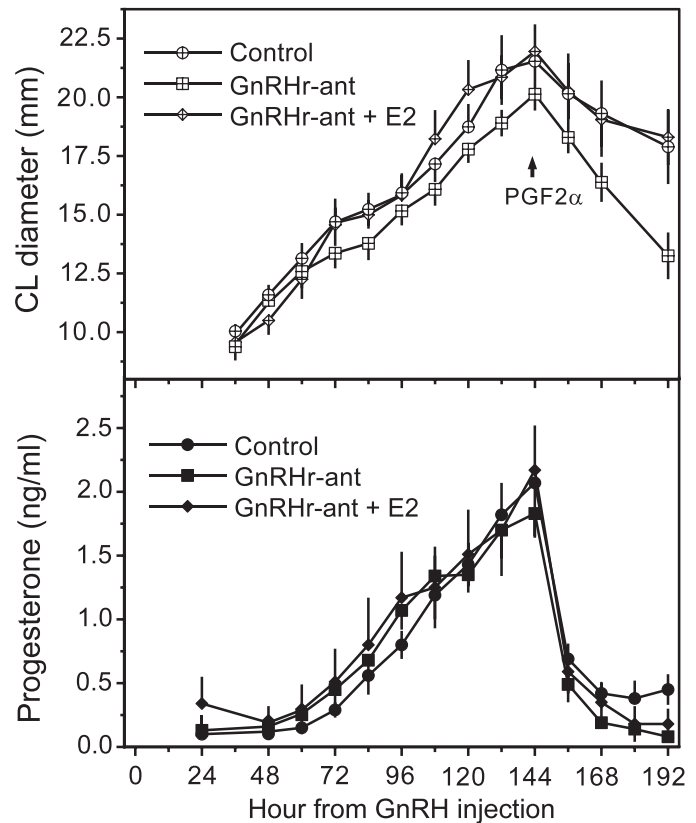 22.5
20.0
17.5
15.0
12.5
10.0
CL diameter (mm)
Control
GnRHr-ant
GnRHr-ant + E2
PGF2α
2.5
2.0
1.5
1.0
0.5
0.0
Progesterone (ng/ml)
Control
GnRHr-ant
GnRHr-ant + E2
0 24 48 72 96 120 144 168 192
Hour from GnRH injection